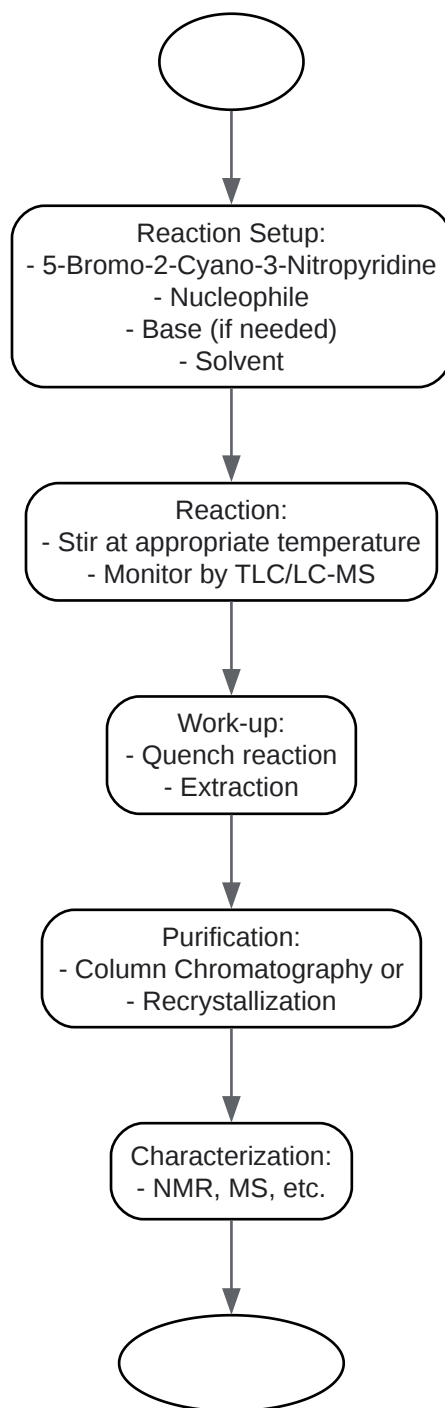 Reaction Setup:
- 5-Bromo-2-Cyano-3-Nitropyridine
- Nucleophile
- Base (if needed)
- Solvent
Reaction:
- Stir at appropriate temperature
- Monitor by TLC/LC-MS
Work-up:
- Quench reaction
- Extraction
Purification:
- Column Chromatography or
- Recrystallization
Characterization:
- NMR, MS, etc.